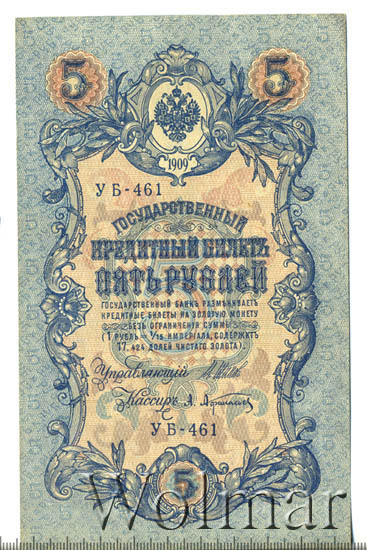 5 5
1909
УБ-461
ГОСУДАРСТВЕННЫЙ
КРЕДИТНЫЙ БИЛЕТЪ
ПЯТЬ РУБЛЕЙ
ГОСУДАРСТВЕННЫЙ БАНКЪ РАЗМѢНИВАЕТЪ
КРЕДИТНЫЕ БИЛЕТЫ НА ЗОЛОТУЮ МОНЕТУ
БЕЗЪ ОГРАНИЧЕНІЯ СУММЫ
(1 РУБЛЬ = 1/15 ИМПЕРІАЛА, СОДЕРЖИТЪ
17,424 ДОЛЕЙ ЧИСТАГО ЗОЛОТА).
Управляющій
Кассиръ
УБ-461
5
Wolmar